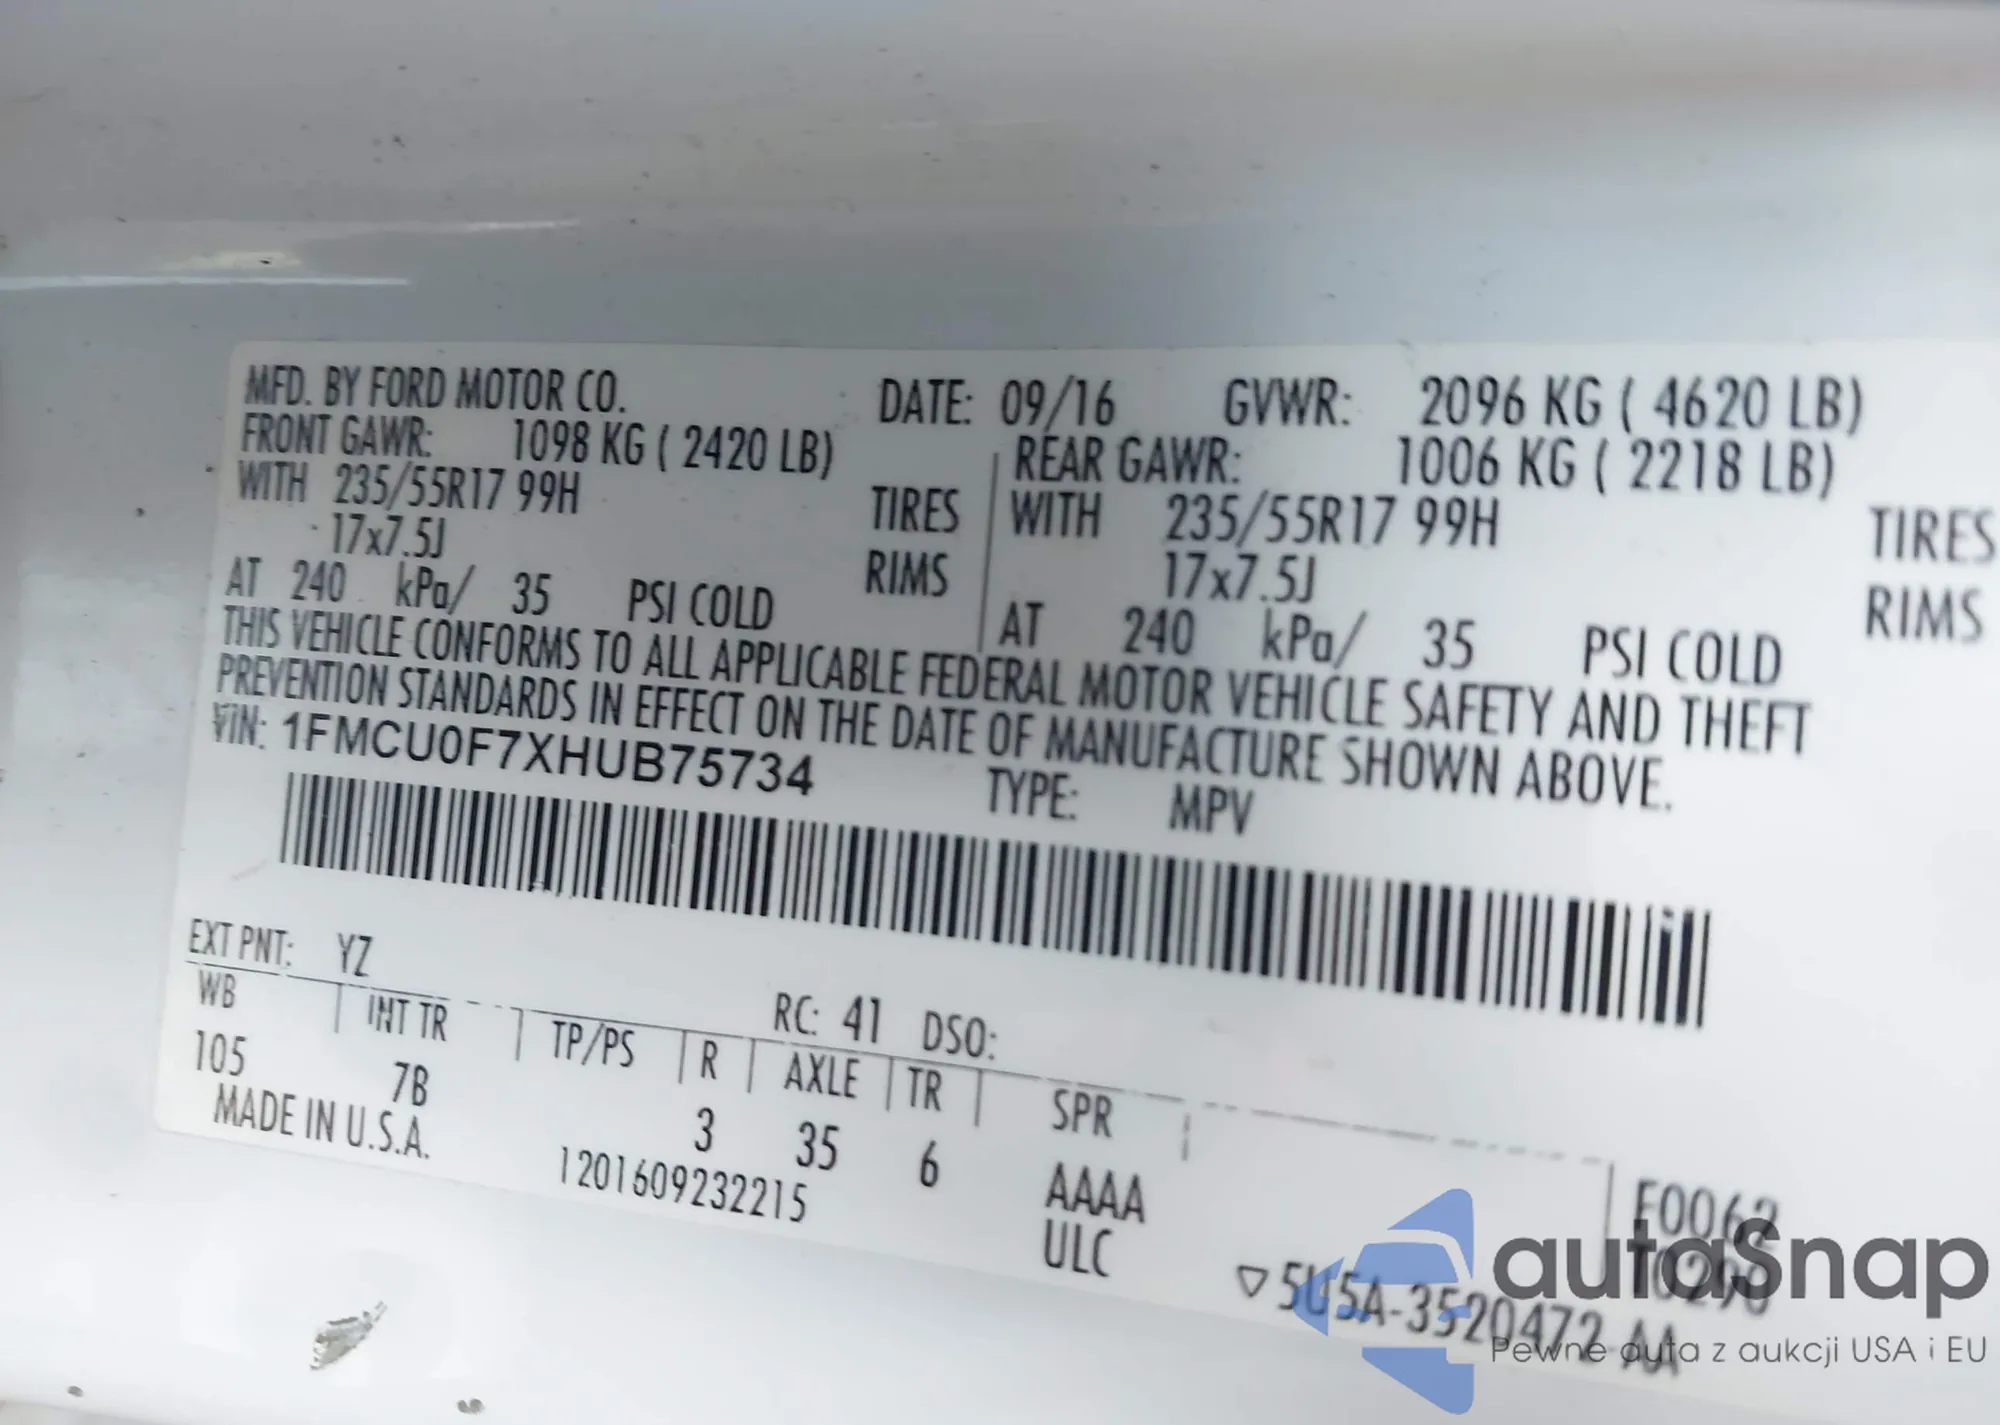 MFD. BY FORD MOTOR CO. DATE: 09/16 GVWR: 2096 KG ( 4620 LB)
FRONT GAWR: 1098 KG ( 2420 LB) REAR GAWR: 1006 KG ( 2218 LB)
WITH 235/55R17 99H TIRES WITH 235/55R17 99H TIRES
17x7.5J RIMS 17x7.5J RIMS
AT 240 kPa/ 35 PSI COLD AT 240 kPa/ 35 PSI COLD
THIS VEHICLE CONFORMS TO ALL APPLICABLE FEDERAL MOTOR VEHICLE SAFETY AND THEFT
PREVENTION STANDARDS IN EFFECT ON THE DATE OF MANUFACTURE SHOWN ABOVE.
VIN: 1FMCU0F7XHUB75734 TYPE: MPV
EXT PNT: YZ RC: 41 DSO:
WB INT TR TP/PS R AXLE TR SPR
105 7B 3 35 6 AAAA F0062
MADE IN U.S.A. 1201609232215 ULC T0290
▽5U5A-3520472-AA
autaSnap
Pewne auta z aukcji USA i EU